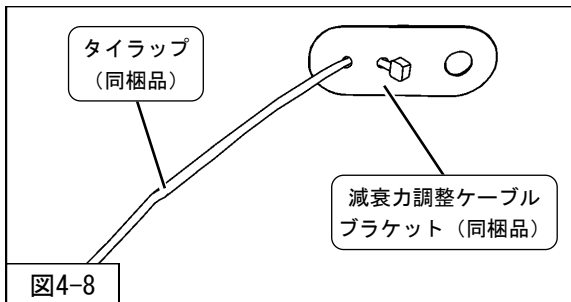 タイラップ
（同梱品）
減衰力調整ケーブル
ブラケット（同梱品）
図4-8